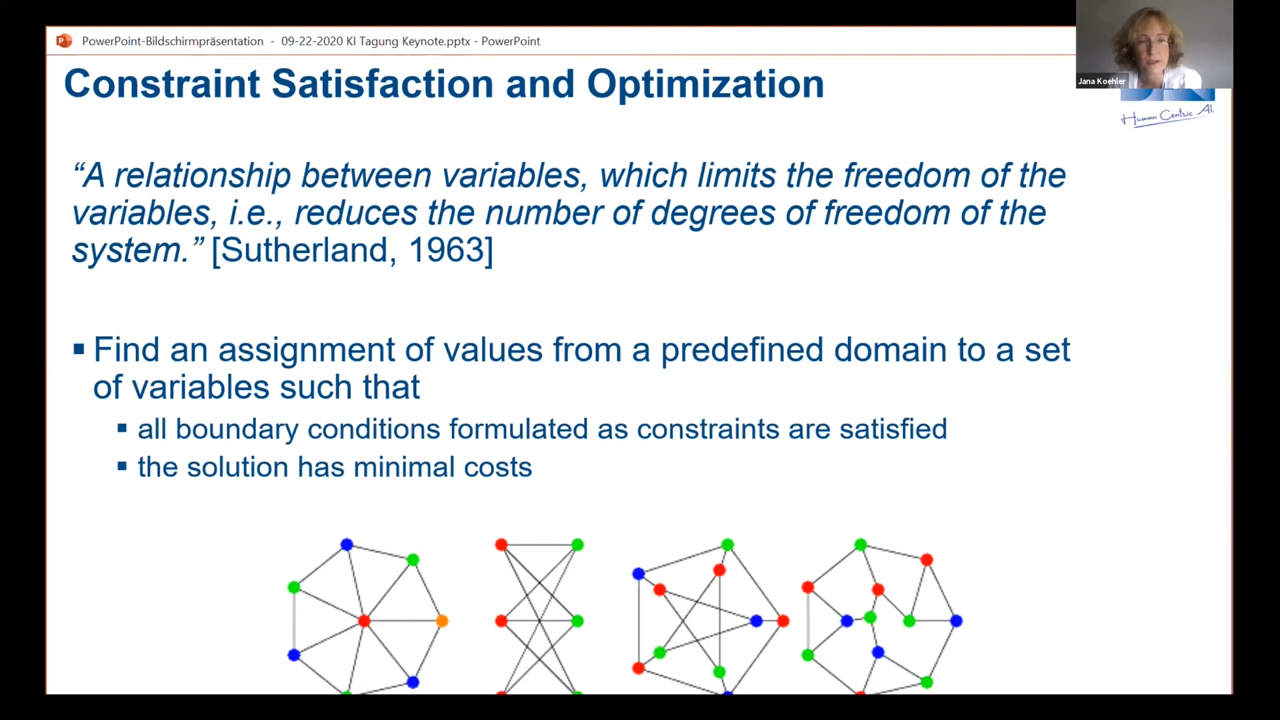 PowerPoint-Bildschirmpräsentation - 09-22-2020 KI Tagung Keynote.pptx - PowerPoint
Jana Koehler
Constraint Satisfaction and Optimization
Human Centric AI.
“A relationship between variables, which limits the freedom of the
variables, i.e., reduces the number of degrees of freedom of the
system.” [Sutherland, 1963]
▪ Find an assignment of values from a predefined domain to a set
of variables such that
▪ all boundary conditions formulated as constraints are satisfied
▪ the solution has minimal costs